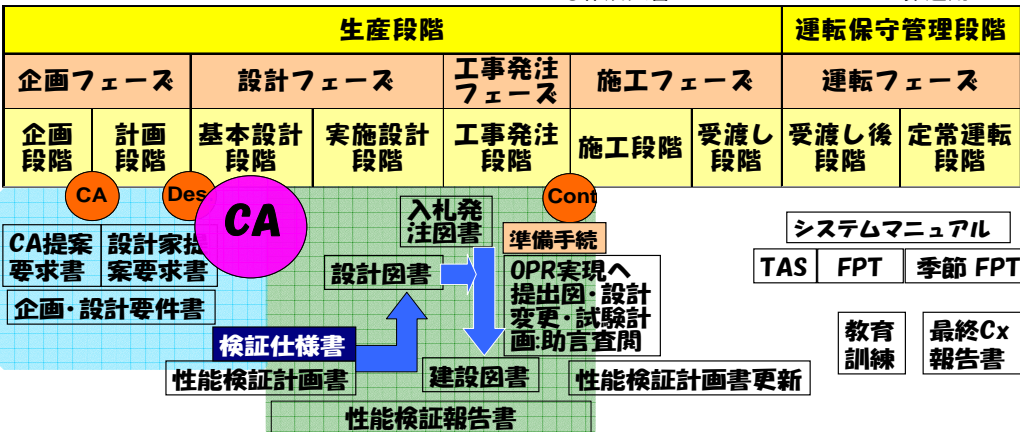 生産段階
運転保守管理段階
企画フェーズ
設計フェーズ
工事発注
フェーズ
施工フェーズ
運転フェーズ
企画
段階
計画
段階
基本設計
段階
実施設計
段階
工事発注
段階
施工段階
受渡し
段階
受渡し後
段階
定常運転
段階
CA
Des
CA
Cont
CA提案
要求書
設計家提
案要求書
企画・設計要件書
入札発
注図書
準備手続
設計図書
OPR実現へ
提出図・設計
変更・試験計
画:助言査閲
検証仕様書
性能検証計画書
建設図書
性能検証計画書更新
性能検証報告書
システムマニュアル
TAS
FPT
季節 FPT
教育
訓練
最終Cx
報告書